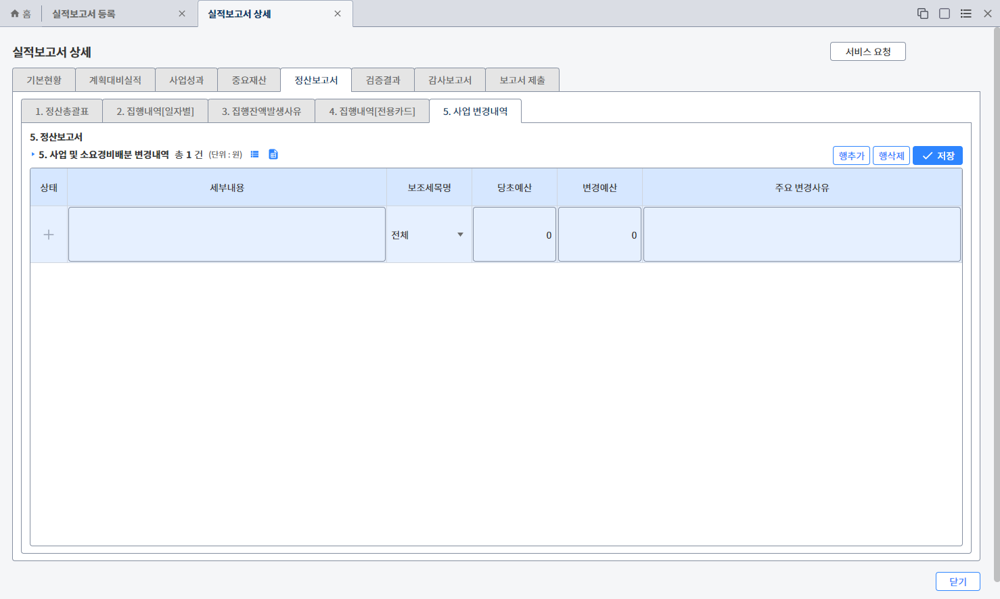 홈 실적보고서 등록 실적보고서 상세
실적보고서 상세 서비스 요청
기본현황 계획대비실적 사업성과 중요재산 정산보고서 검증결과 감사보고서 보고서 제출
1. 정산총괄표 2. 집행내역[일자별] 3. 집행잔액발생사유 4. 집행내역[전용카드] 5. 사업 변경내역
5. 정산보고서
5. 사업 및 소요경비배분 변경내역 총 1 건 (단위 : 원) 행추가 행삭제 저장
상태 세부내용 보조세목명 당초예산 변경예산 주요 변경사유
전체 0 0
닫기